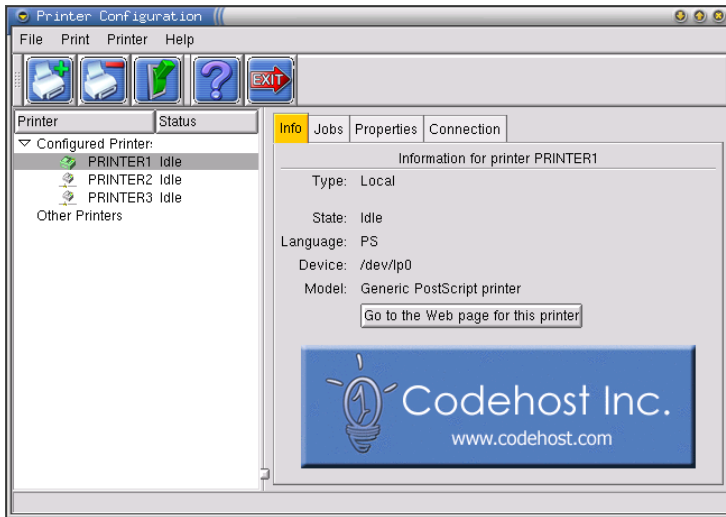 Printer Configuration
File Print Printer Help
EXIT
Printer Status
Configured Printer:
PRINTER1 Idle
PRINTER2 Idle
PRINTER3 Idle
Other Printers
Info Jobs Properties Connection
Information for printer PRINTER1
Type: Local
State: Idle
Language: PS
Device: /dev/lp0
Model: Generic PostScript printer
Go to the Web page for this printer
Codehost Inc.
www.codehost.com